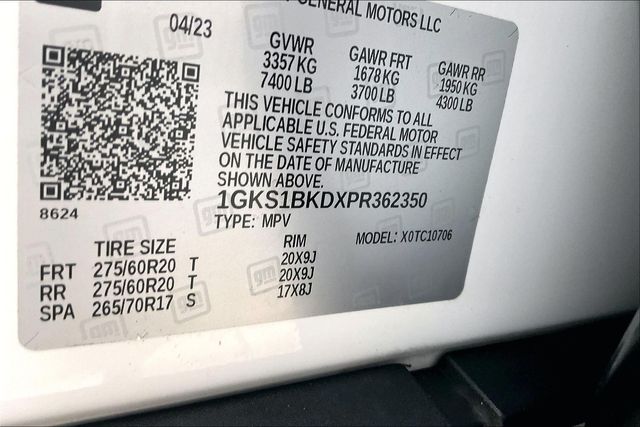 GENERAL MOTORS LLC
04/23
GVWR GAWR FRT GAWR RR
3357 KG 1678 KG 1950 KG
7400 LB 3700 LB 4300 LB
THIS VEHICLE CONFORMS TO ALL
APPLICABLE U.S. FEDERAL MOTOR
VEHICLE SAFETY STANDARDS IN EFFECT
ON THE DATE OF MANUFACTURE
SHOWN ABOVE.
1GKS1BKDXPR362350
8624
TYPE: MPV
MODEL: X0TC10706
TIRE SIZE RIM
FRT 275/60R20 T 20X9J
RR 275/60R20 T 20X9J
SPA 265/70R17 S 17X8J